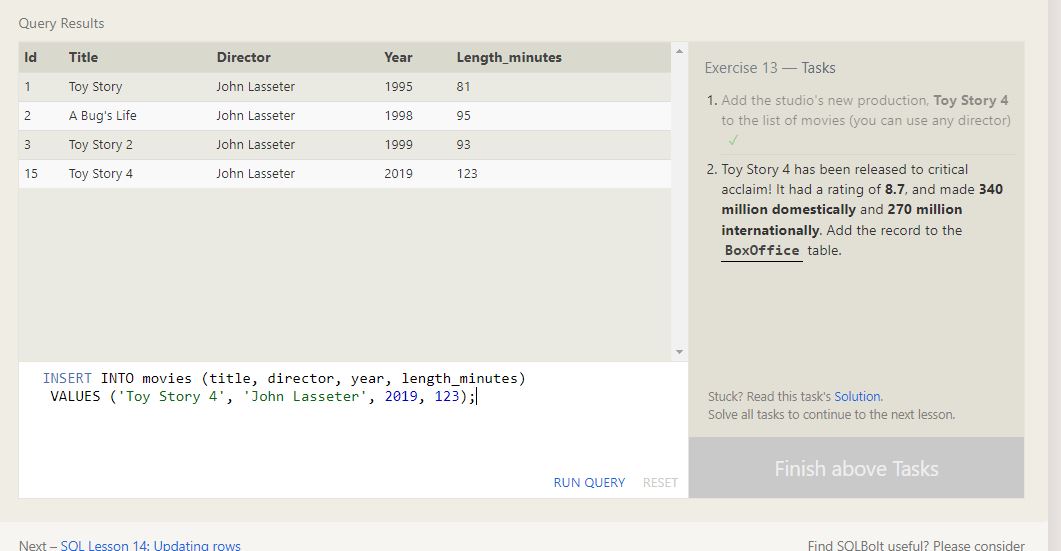 Query Results
Id Title Director Year Length_minutes
1 Toy Story John Lasseter 1995 81
2 A Bug's Life John Lasseter 1998 95
3 Toy Story 2 John Lasseter 1999 93
15 Toy Story 4 John Lasseter 2019 123
INSERT INTO movies (title, director, year, length_minutes)
VALUES ('Toy Story 4', 'John Lasseter', 2019, 123);
RUN QUERY RESET
Exercise 13 — Tasks
1. Add the studio's new production, Toy Story 4
to the list of movies (you can use any director)
✓
2. Toy Story 4 has been released to critical
acclaim! It had a rating of 8.7, and made 340
million domestically and 270 million
internationally. Add the record to the
BoxOffice table.
Stuck? Read this task's Solution.
Solve all tasks to continue to the next lesson.
Finish above Tasks
Next – SQL Lesson 14: Updating rows
Find SQLBolt useful? Please consider